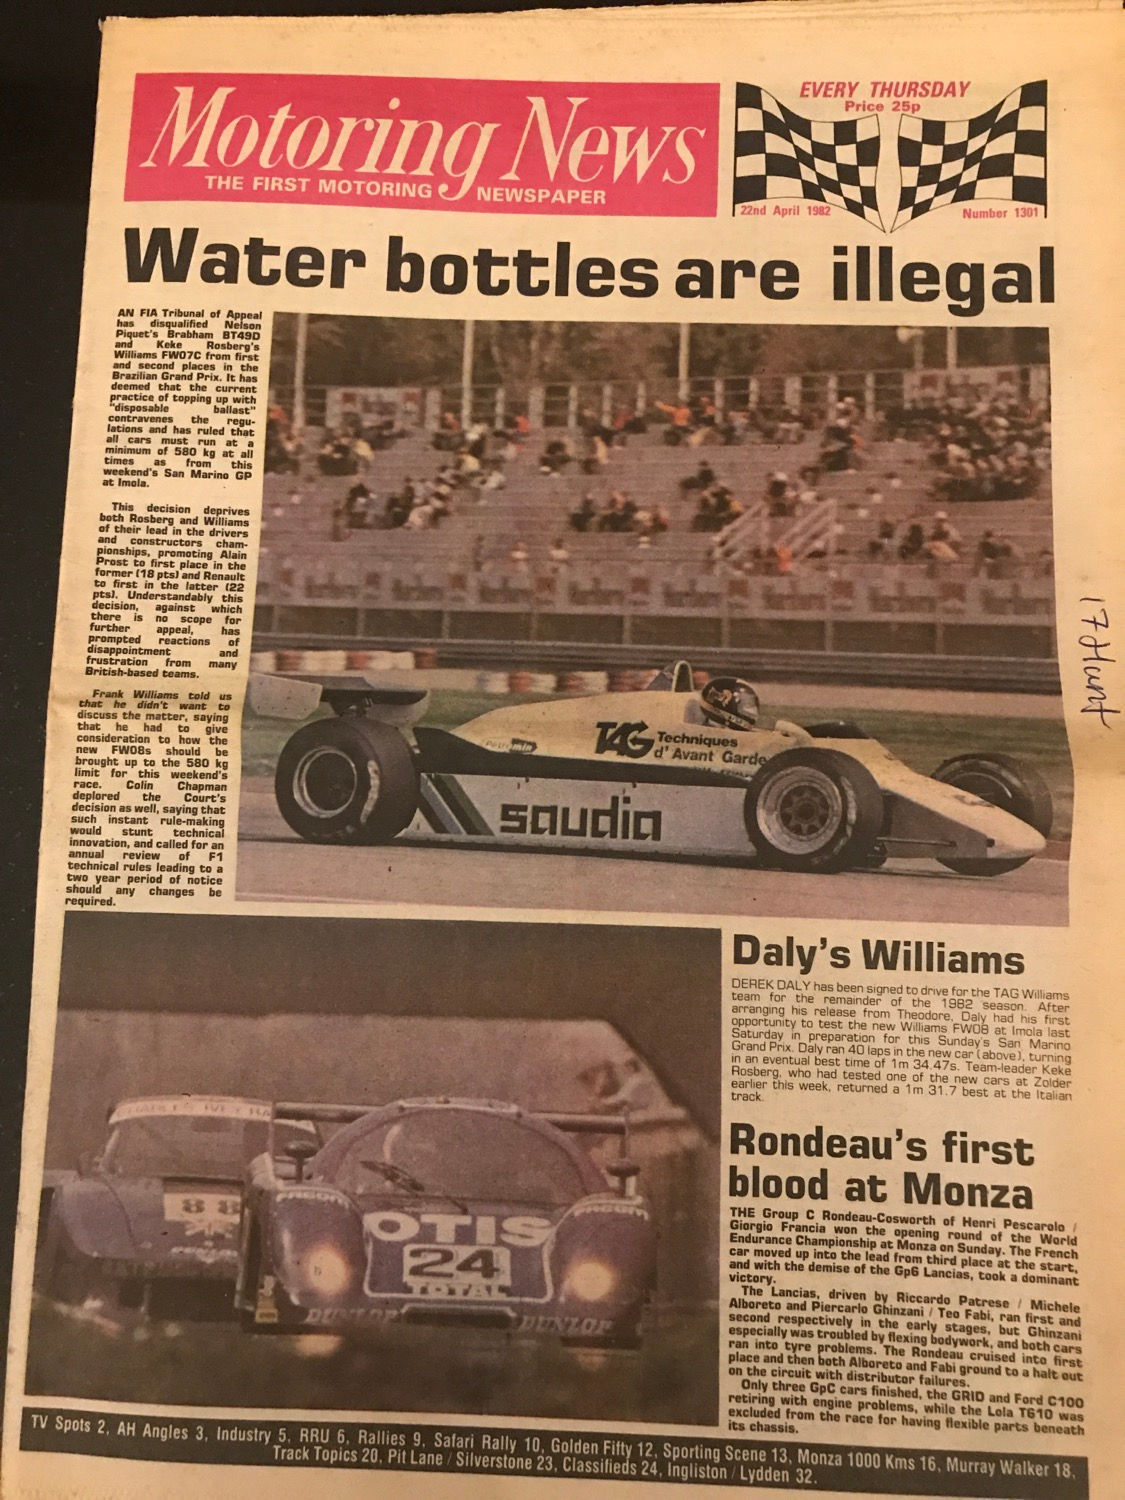 Motoring News
THE FIRST MOTORING NEWSPAPER
EVERY THURSDAY
Price 25p
22nd April 1982
Number 1301
Water bottles are illegal
AN FIA Tribunal of Appeal
has disqualified Nelson
Piquet's Brabham BT49D
and Keke Rosberg's
Williams FW07C from first
and second places in the
Brazilian Grand Prix. It has
deemed that the current
practice of topping up with
"disposable ballast"
contravenes the regu-
lations and has ruled that
all cars must run at a
minimum of 580 kg at all
times as from this
weekend's San Marino GP
at Imola.
This decision deprives
both Rosberg and Williams
of their lead in the drivers
and constructors cham-
pionships, promoting Alain
Prost to first place in the
former (18 pts) and Renault
to first in the latter (22
pts). Understandably this
decision, against which
there is no scope for
further appeal, has
prompted reactions of
disappointment and
frustration from many
British-based teams.
Frank Williams told us
that he didn't want to
discuss the matter, saying
that he had to give
consideration to how the
new FW08s should be
brought up to the 580 kg
limit for this weekend's
race. Colin Chapman
deplored the Court's
decision as well, saying that
such instant rule-making
would stunt technical
innovation, and called for an
annual review of F1
technical rules leading to a
two year period of notice
should any changes be
required.
Petromin
TAG Techniques
d'Avant Garde
saudia
17 Hunt
88
PACOM
OTIS
24
TOTAL
DUNLOP
DUNLOP
Daly's Williams
DEREK DALY has been signed to drive for the TAG Williams
team for the remainder of the 1982 season. After
arranging his release from Theodore, Daly had his first
opportunity to test the new Williams FW08 at Imola last
Saturday in preparation for this Sunday's San Marino
Grand Prix. Daly ran 40 laps in the new car (above), turning
in an eventual best time of 1m 34.47s. Team-leader Keke
Rosberg, who had tested one of the new cars at Zolder
earlier this week, returned a 1m 31.7 best at the Italian
track.
Rondeau's first
blood at Monza
THE Group C Rondeau-Cosworth of Henri Pescarolo /
Giorgio Francia won the opening round of the World
Endurance Championship at Monza on Sunday. The French
car moved up into the lead from third place at the start,
and with the demise of the Gp6 Lancias, took a dominant
victory.
The Lancias, driven by Riccardo Patrese / Michele
Alboreto and Piercarlo Ghinzani / Teo Fabi, ran first and
second respectively in the early stages, but Ghinzani
especially was troubled by flexing bodywork, and both cars
ran into tyre problems. The Rondeau cruised into first
place and then both Alboreto and Fabi ground to a halt out
on the circuit with distributor failures.
Only three GpC cars finished, the GRID and Ford C100
retiring with engine problems, while the Lola T610 was
excluded from the race for having flexible parts beneath
its chassis.
TV Spots 2, AH Angles 3, Industry 5, RRU 6, Rallies 9, Safari Rally 10, Golden Fifty 12, Sporting Scene 13, Monza 1000 Kms 16, Murray Walker 18,
Track Topics 20, Pit Lane / Silverstone 23, Classifieds 24, Ingliston / Lydden 32.